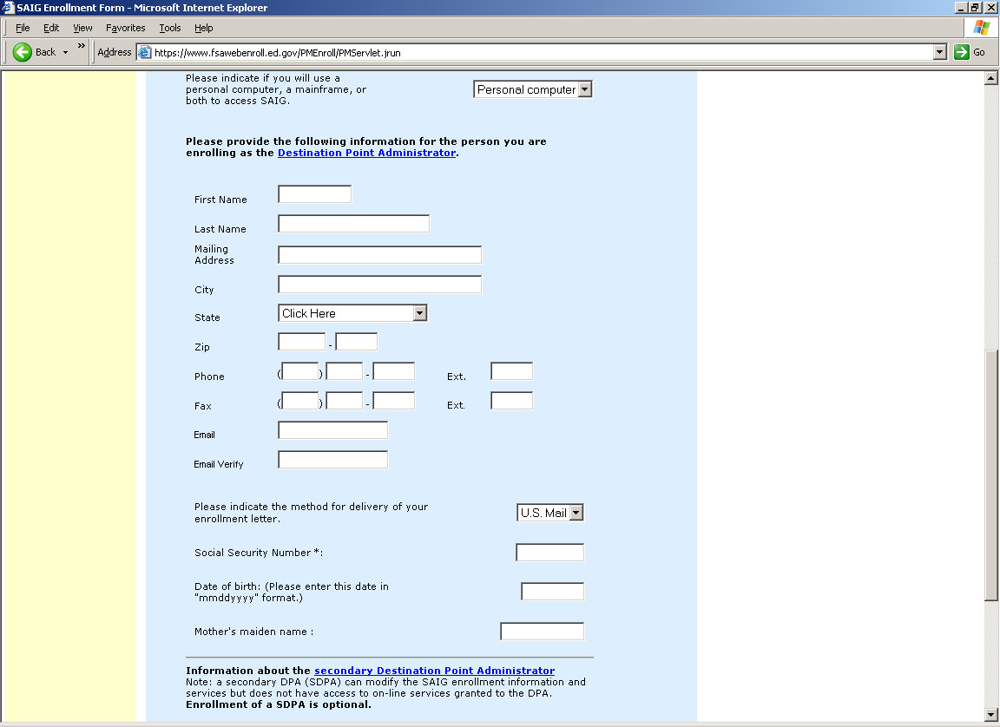 SAIG Enrollment Form - Microsoft Internet Explorer
File Edit View Favorites Tools Help
Back » Address https://www.fsawebenroll.ed.gov/PMEnroll/PMServlet.jrun Go
Please indicate if you will use a
personal computer, a mainframe, or
both to access SAIG.
Personal computer
Please provide the following information for the person you are
enrolling as the Destination Point Administrator.
First Name
Last Name
Mailing
Address
City
State Click Here
Zip -
Phone ( ) - Ext.
Fax ( ) - Ext.
Email
Email Verify
Please indicate the method for delivery of your
enrollment letter.
U.S. Mail
Social Security Number *:
Date of birth: (Please enter this date in
"mmddyyyy" format.)
Mother's maiden name :
Information about the secondary Destination Point Administrator
Note: a secondary DPA (SDPA) can modify the SAIG enrollment information and
services but does not have access to on-line services granted to the DPA.
Enrollment of a SDPA is optional.